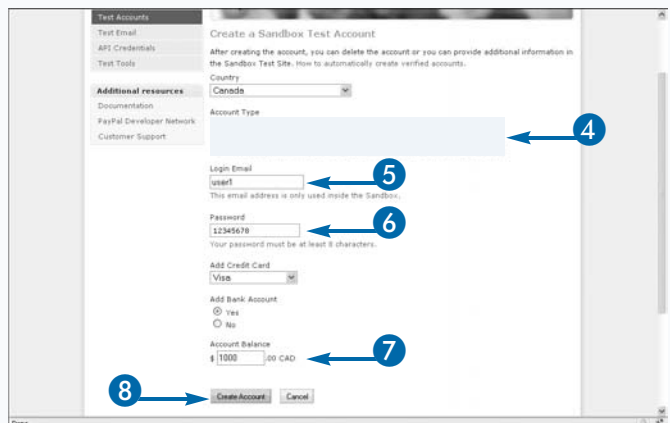 Test Accounts
Test Email
API Credentials
Test Tools
Additional resources
Documentation
PayPal Developer Network
Customer Support
Create a Sandbox Test Account
After creating the account, you can delete the account or you can provide additional information in
the Sandbox Test Site. How to automatically create verified accounts.
Country
Canada
Account Type
4
Login Email
user1
5
This email address is only used inside the Sandbox.
Password
12345678
6
Your password must be at least 8 characters.
Add Credit Card
Visa
Add Bank Account
Yes
No
Account Balance
$ 1000 .00 CAD
7
8
Create Account Cancel